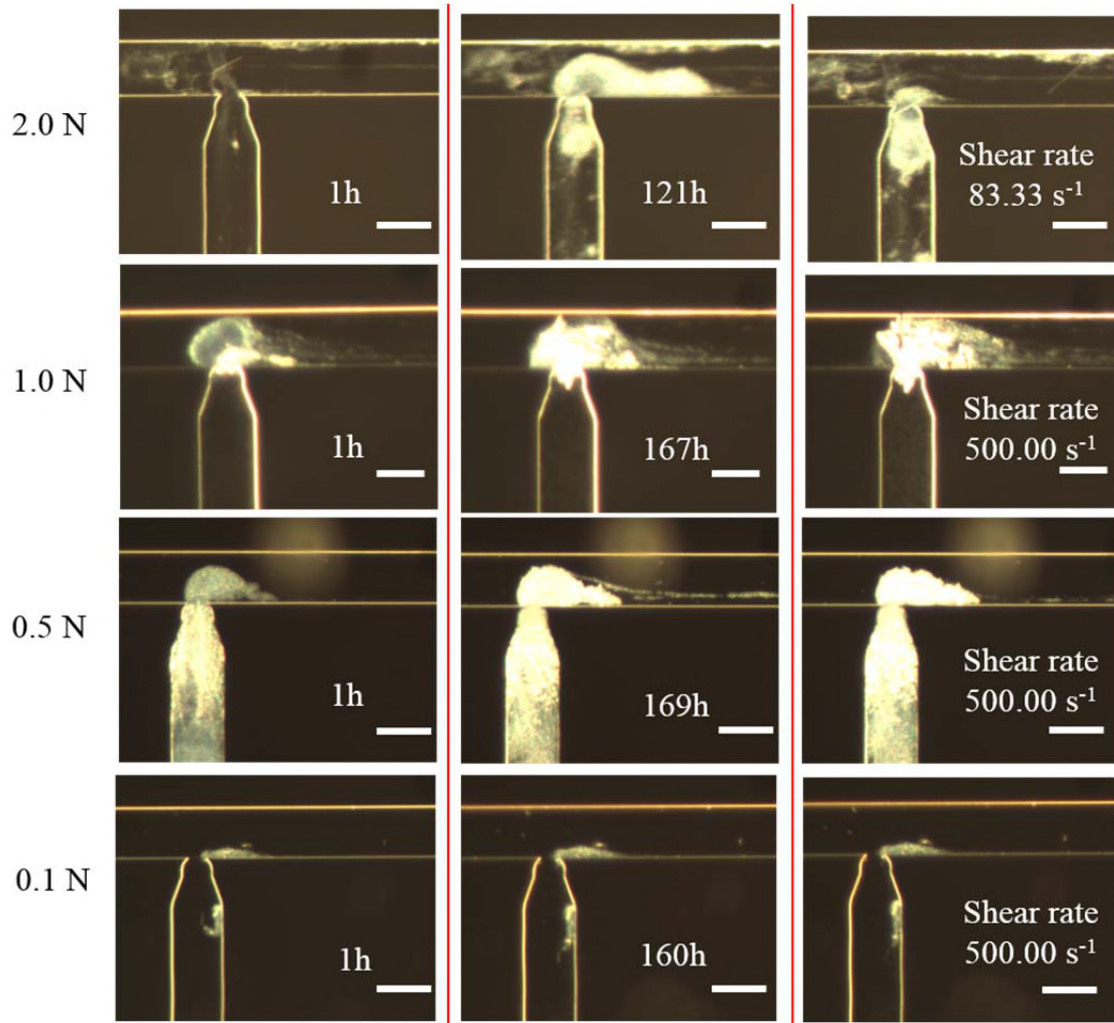 2.0 N
1h
121h
Shear rate
83.33 s⁻¹
1.0 N
1h
167h
Shear rate
500.00 s⁻¹
0.5 N
1h
169h
Shear rate
500.00 s⁻¹
0.1 N
1h
160h
Shear rate
500.00 s⁻¹